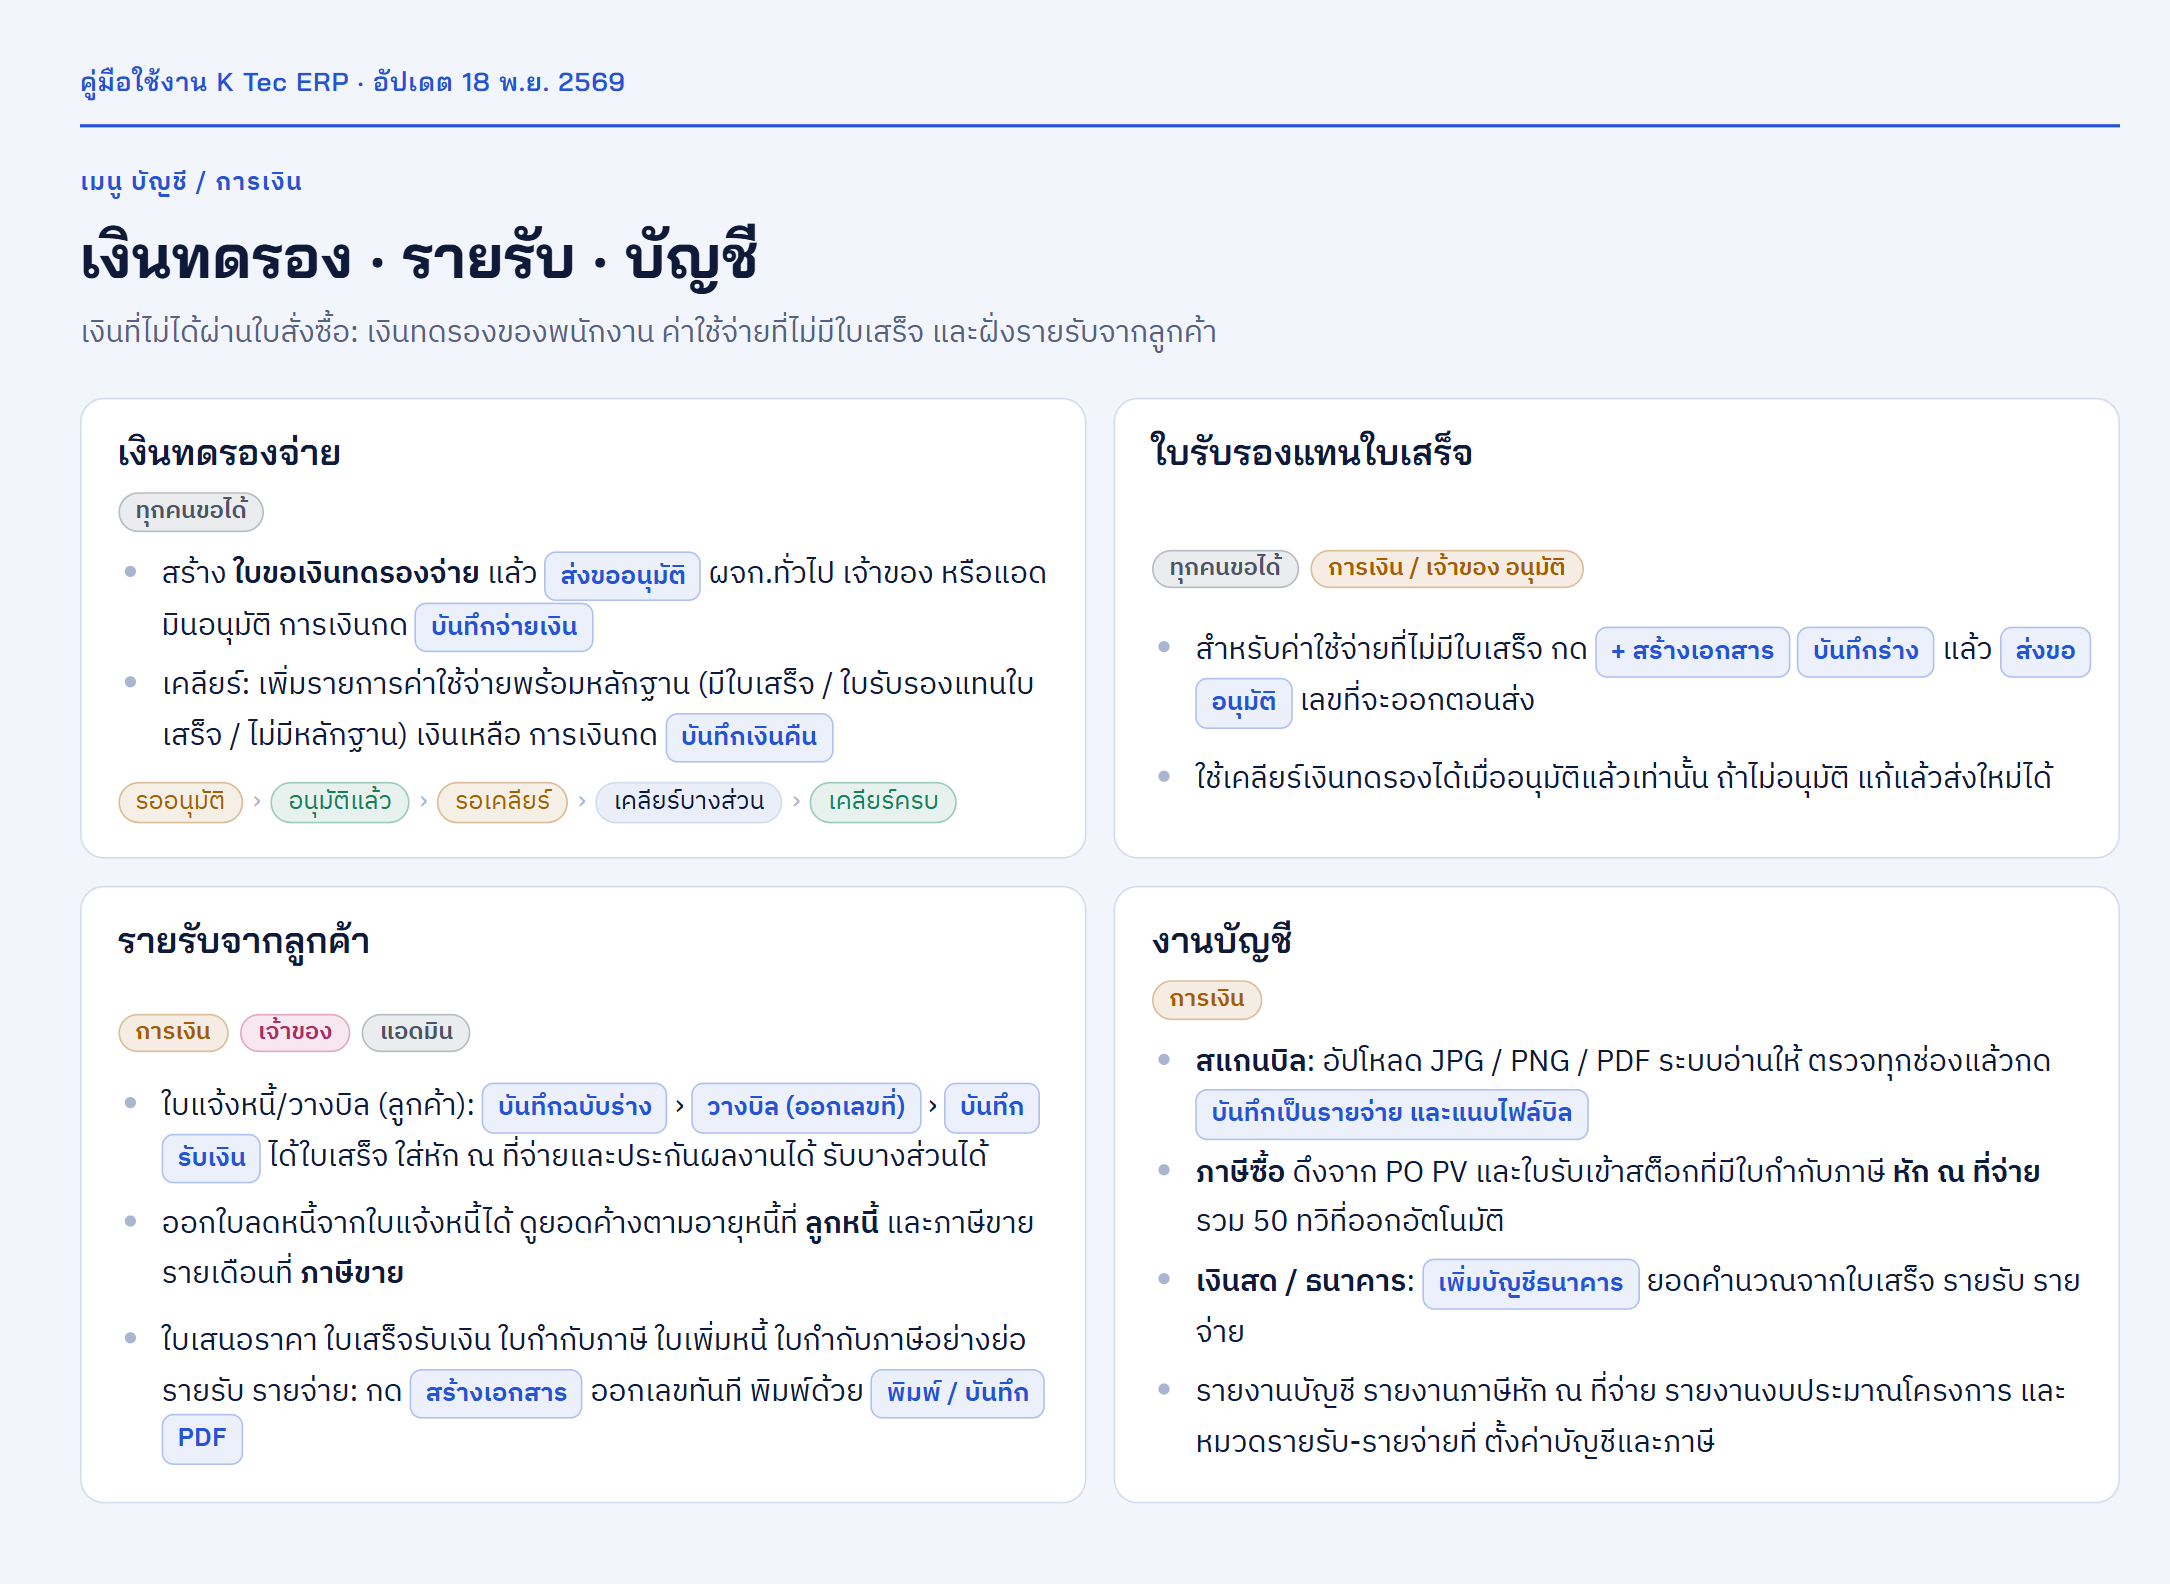 คู่มือใช้งาน K Tec ERP · อัปเดต 18 พ.ย. 2569
เมนู บัญชี / การเงิน
เงินทดรอง · รายรับ · บัญชี
เงินที่ไม่ได้ผ่านใบสั่งซื้อ: เงินทดรองของพนักงาน ค่าใช้จ่ายที่ไม่มีใบเสร็จ และฝั่งรายรับจากลูกค้า
เงินทดรองจ่าย
ทุกคนขอได้
สร้าง ใบขอเงินทดรองจ่าย แล้ว ส่งขออนุมัติ ผจก.ทั่วไป เจ้าของ หรือแอด
มินอนุมัติ การเงินกด บันทึกจ่ายเงิน
เคลียร์: เพิ่มรายการค่าใช้จ่ายพร้อมหลักฐาน (มีใบเสร็จ / ใบรับรองแทนใบ
เสร็จ / ไม่มีหลักฐาน) เงินเหลือ การเงินกด บันทึกเงินคืน
รออนุมัติ › อนุมัติแล้ว › รอเคลียร์ › เคลียร์บางส่วน › เคลียร์ครบ
ใบรับรองแทนใบเสร็จ
ทุกคนขอได้ การเงิน / เจ้าของ อนุมัติ
สำหรับค่าใช้จ่ายที่ไม่มีใบเสร็จ กด + สร้างเอกสาร บันทึกร่าง แล้ว ส่งขอ
อนุมัติ เลขที่จะออกตอนส่ง
ใช้เคลียร์เงินทดรองได้เมื่ออนุมัติแล้วเท่านั้น ถ้าไม่อนุมัติ แก้แล้วส่งใหม่ได้
รายรับจากลูกค้า
การเงิน เจ้าของ แอดมิน
ใบแจ้งหนี้/วางบิล (ลูกค้า): บันทึกฉบับร่าง › วางบิล (ออกเลขที่) › บันทึก
รับเงิน ได้ใบเสร็จ ใส่หัก ณ ที่จ่ายและประกันผลงานได้ รับบางส่วนได้
ออกใบลดหนี้จากใบแจ้งหนี้ได้ ดูยอดค้างตามอายุหนี้ที่ ลูกหนี้ และภาษีขาย
รายเดือนที่ ภาษีขาย
ใบเสนอราคา ใบเสร็จรับเงิน ใบกำกับภาษี ใบเพิ่มหนี้ ใบกำกับภาษีอย่างย่อ
รายรับ รายจ่าย: กด สร้างเอกสาร ออกเลขทันที พิมพ์ด้วย พิมพ์ / บันทึก
PDF
งานบัญชี
การเงิน
สแกนบิล: อัปโหลด JPG / PNG / PDF ระบบอ่านให้ ตรวจทุกช่องแล้วกด
บันทึกเป็นรายจ่าย และแนบไฟล์บิล
ภาษีซื้อ ดึงจาก PO PV และใบรับเข้าสต็อกที่มีใบกำกับภาษี หัก ณ ที่จ่าย
รวม 50 ทวิที่ออกอัตโนมัติ
เงินสด / ธนาคาร: เพิ่มบัญชีธนาคาร ยอดคำนวณจากใบเสร็จ รายรับ ราย
จ่าย
รายงานบัญชี รายงานภาษีหัก ณ ที่จ่าย รายงานงบประมาณโครงการ และ
หมวดรายรับ-รายจ่ายที่ ตั้งค่าบัญชีและภาษี